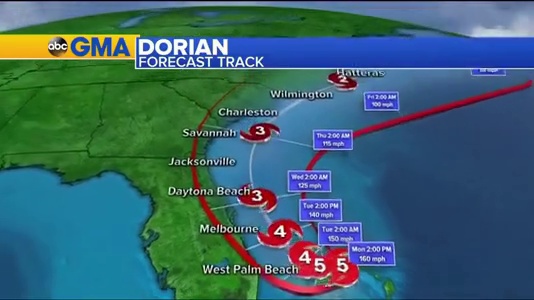 abc GMA DORIAN
FORECAST TRACK
Hatteras
2
Wilmington
Fri 2:00 AM
100 mph
Charleston
Savannah
3
Thu 2:00 AM
115 mph
Jacksonville
Wed 2:00 AM
125 mph
Daytona Beach
3
Tue 2:00 PM
140 mph
Melbourne
4
Tue 2:00 AM
150 mph
Mon 2:00 PM
160 mph
West Palm Beach
4
5
5